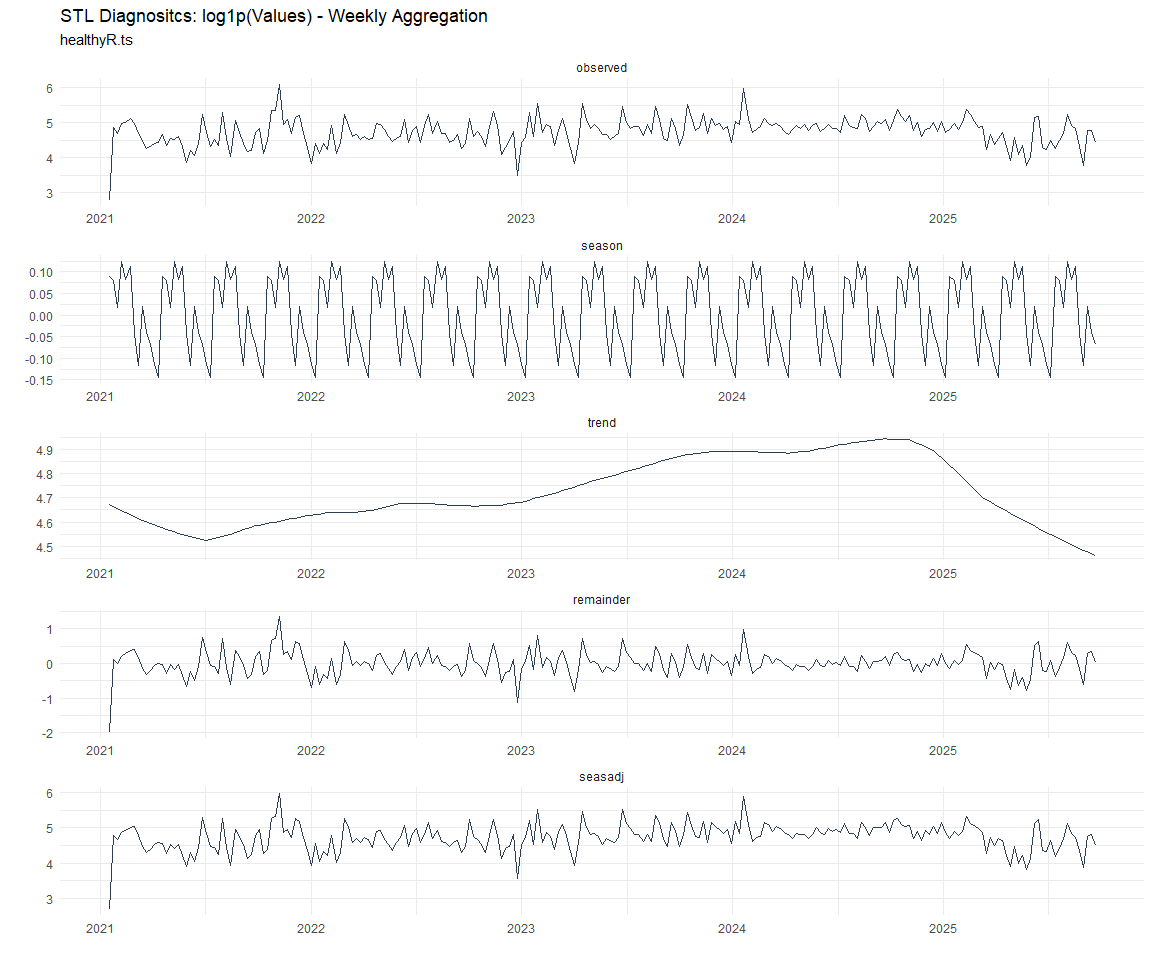 STL Diagnositcs: log1p(Values) - Weekly Aggregation
healthyR.ts
observed
6
5
4
3
2021 2022 2023 2024 2025
season
0.10
0.05
0.00
-0.05
-0.10
-0.15
2021 2022 2023 2024 2025
trend
4.9
4.8
4.7
4.6
4.5
2021 2022 2023 2024 2025
remainder
1
0
-1
-2
2021 2022 2023 2024 2025
seasadj
6
5
4
3
2021 2022 2023 2024 2025